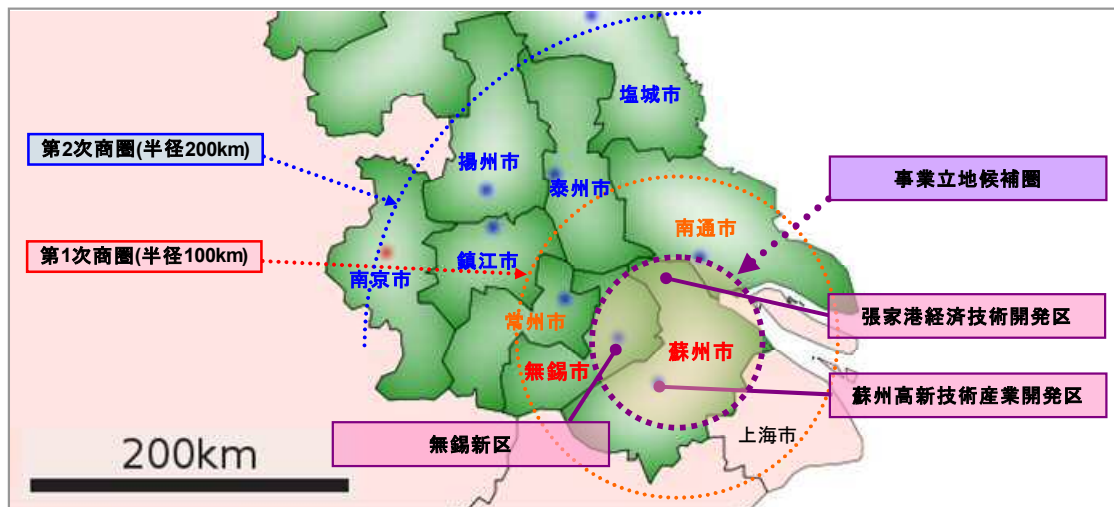 塩城市
第2次商圏(半径200km)
揚州市
事業立地候補圏
泰州市
南通市
第1次商圏(半径100km)
鎮江市
南京市
張家港経済技術開発区
常州市
蘇州市
無錫市
蘇州高新技術産業開発区
上海市
無錫新区
200km